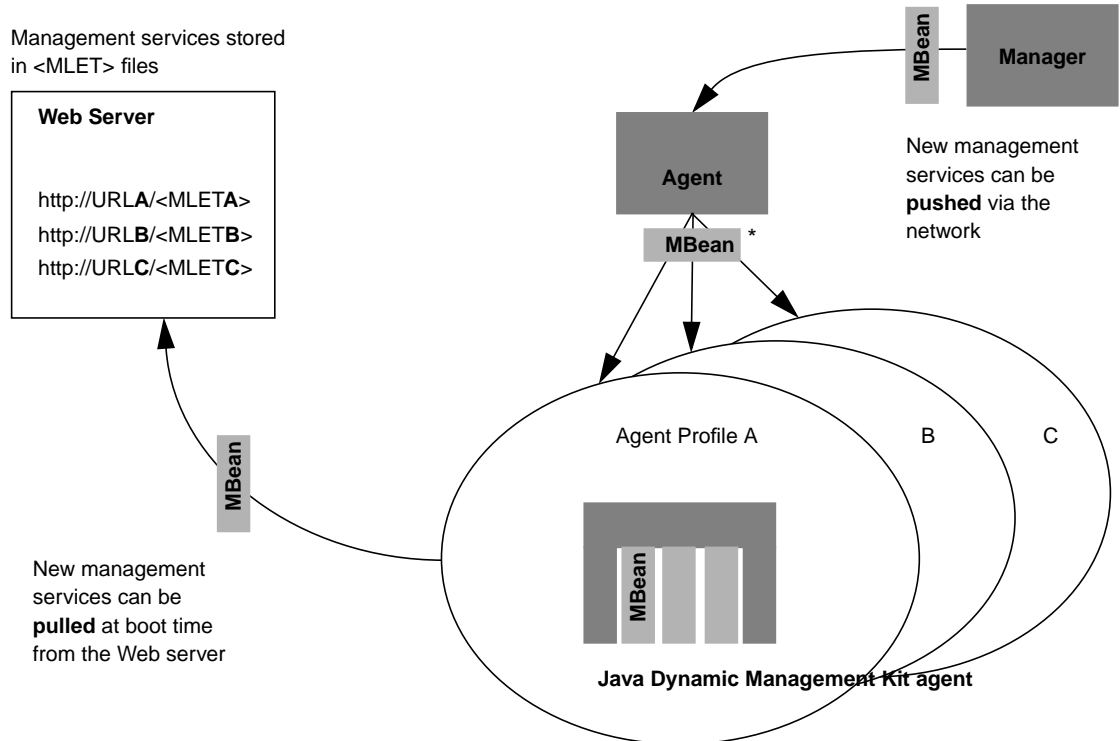 Management services stored
in <MLET> files
Web Server
http://URLA/<MLETA>
http://URLB/<MLETB>
http://URLC/<MLETC>
MBean
Manager
New management
services can be
pushed via the
network
Agent
MBean *
Agent Profile A
B
C
MBean
MBean
New management
services can be
pulled at boot time
from the Web server
Java Dynamic Management Kit agent